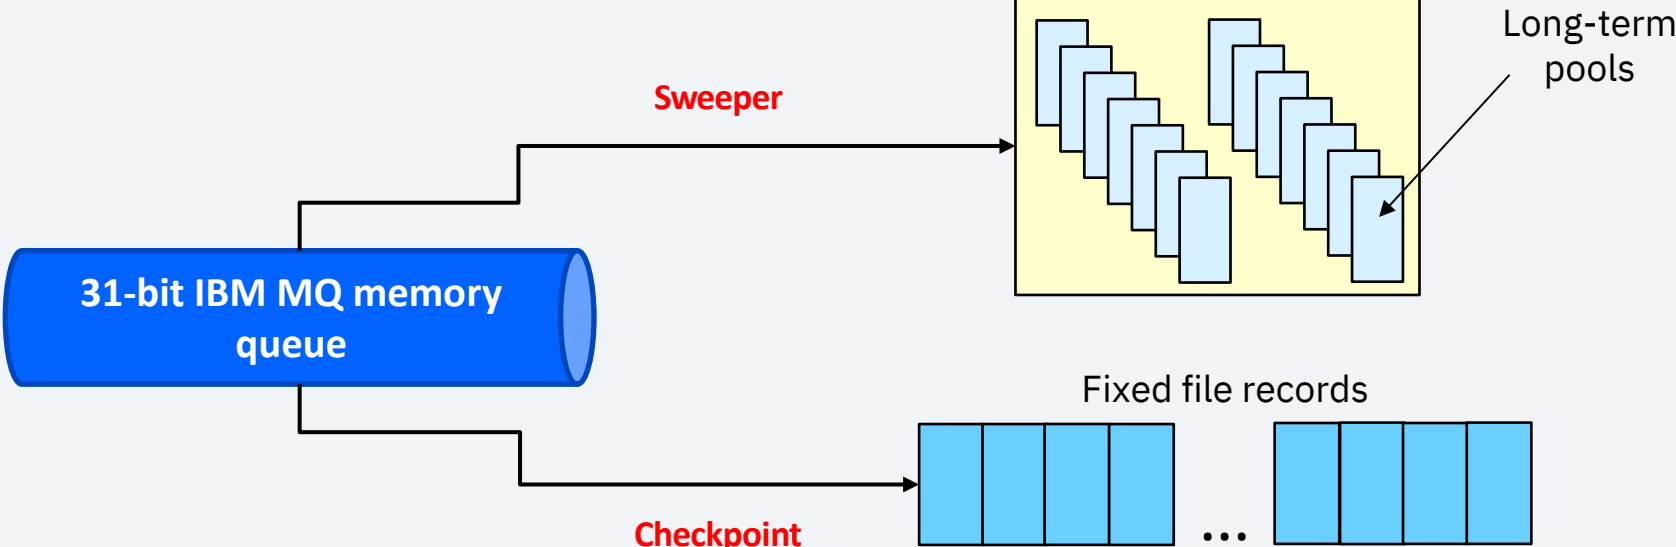 Long-term
pools
Sweeper
31-bit IBM MQ memory
queue
Fixed file records
...
Checkpoint